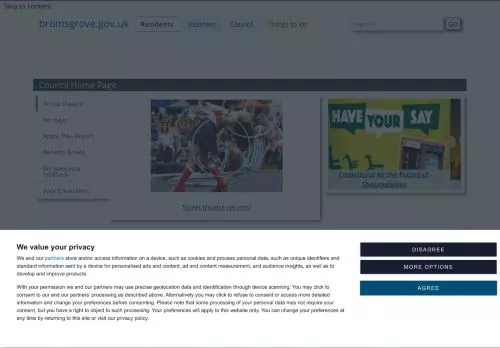 Skip to content
bromsgrove.gov.uk Residents Business Council Things to do Search... GO
Council Home Page
Street theatre
Bin days
Apply, Pay, Report
Benefits & help
We want your
feedback
Your councillors
Street theatre returns!
HAVE YOUR SAY
Contribute to the future of
Shopmobility
We value your privacy
We and our partners store and/or access information on a device, such as cookies and process personal data, such as unique identifiers and
standard information sent by a device for personalised ads and content, ad and content measurement, and audience insights, as well as to
develop and improve products.
With your permission we and our partners may use precise geolocation data and identification through device scanning. You may click to
consent to our and our partners' processing as described above. Alternatively you may click to refuse to consent or access more detailed
information and change your preferences before consenting. Please note that some processing of your personal data may not require your
consent, but you have a right to object to such processing. Your preferences will apply to this website only. You can change your preferences at
any time by returning to this site or visit our privacy policy.
DISAGREE
MORE OPTIONS
AGREE